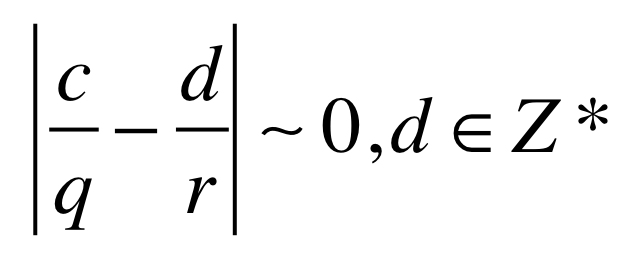 |c/q − d/r| ~ 0, d ∈ Z*